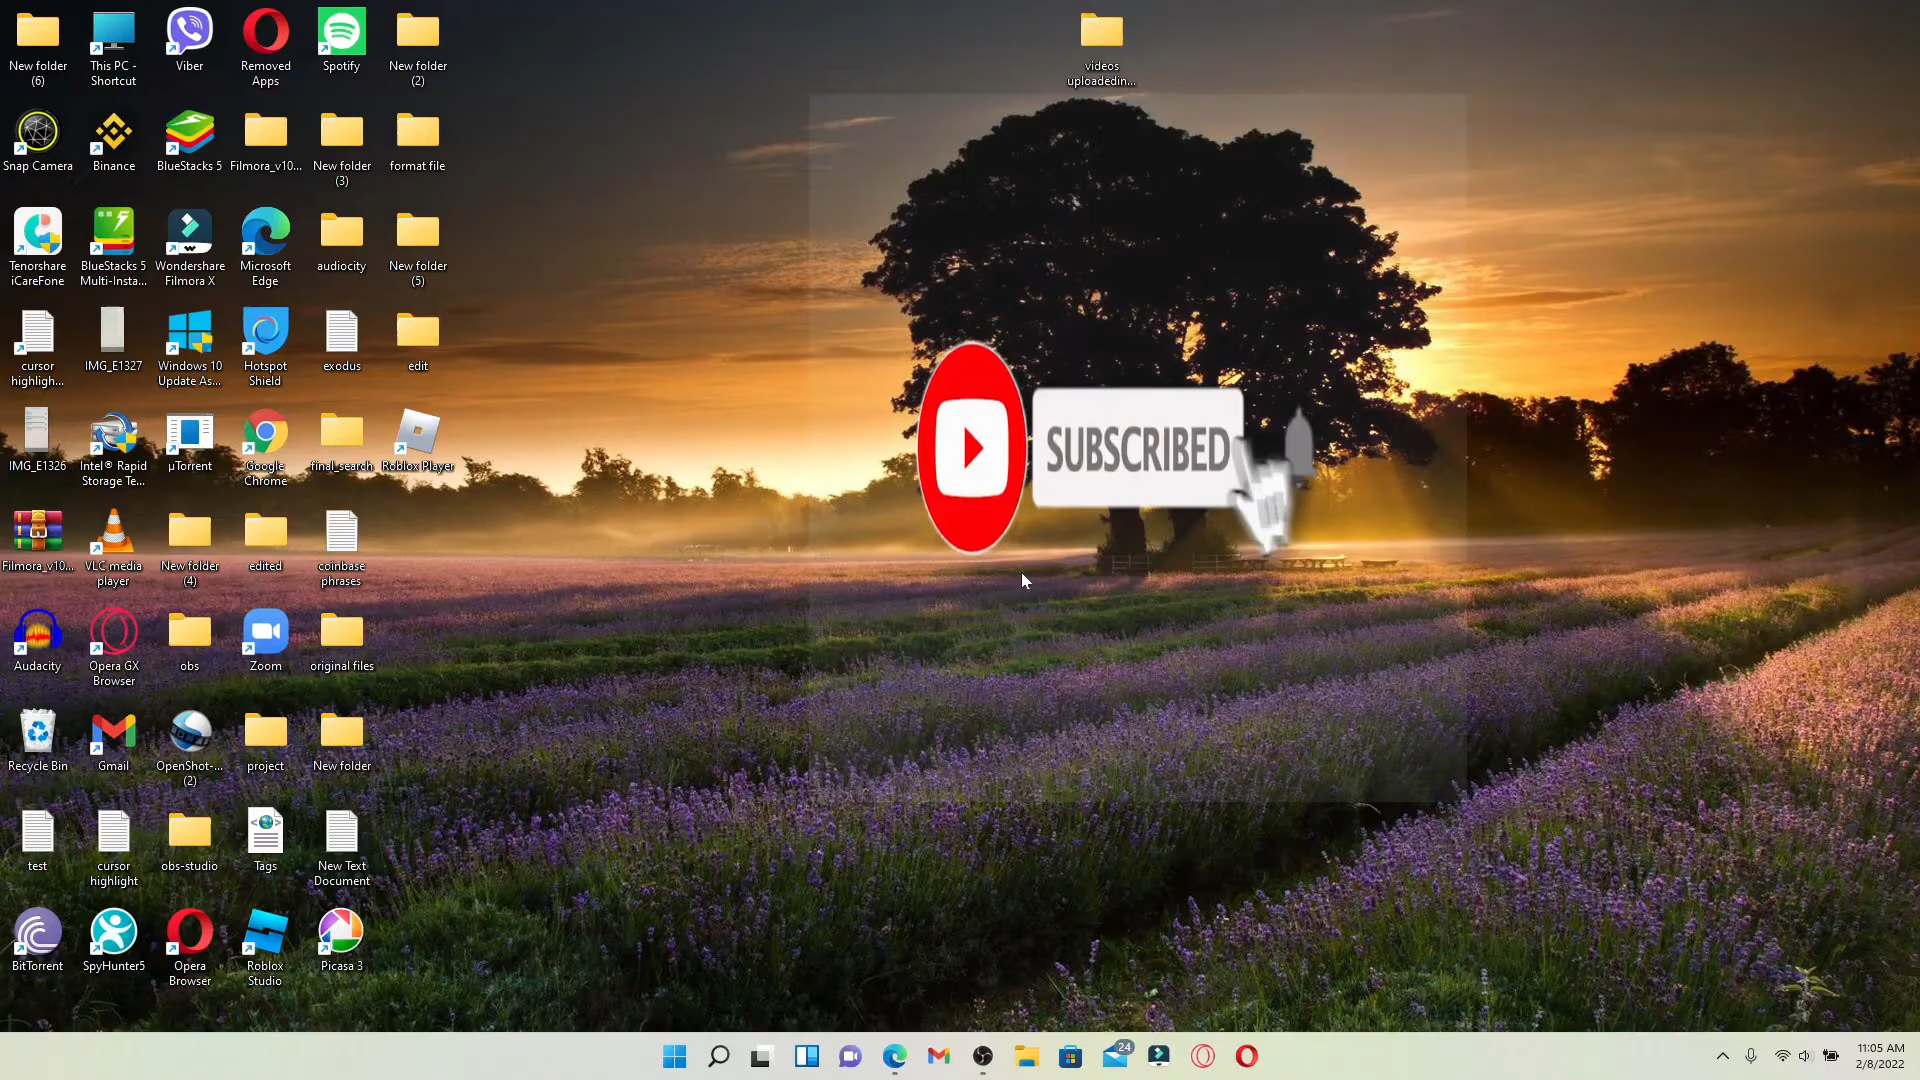 New folder
(6)
This PC -
Shortcut
Viber
Removed
Apps
Spotify
New folder
(2)
videos
uploadedin...
Snap Camera
Binance
BlueStacks 5
Filmora_v10...
New folder
(3)
format file
Tenorshare
iCareFone
BlueStacks 5
Multi-Insta...
Wondershare
Filmora X
Microsoft
Edge
audiocity
New folder
(5)
cursor
highligh...
IMG_E1327
Windows 10
Update As...
Hotspot
Shield
exodus
edit
IMG_E1326
Intel® Rapid
Storage Te...
µTorrent
Google
Chrome
final_search
Roblox Player
SUBSCRIBED
Filmora_v10...
VLC media
player
New folder
(4)
edited
coinbase
phrases
Audacity
Opera GX
Browser
obs
Zoom
original files
Recycle Bin
Gmail
OpenShot-...
(2)
project
New folder
test
cursor
highlight
obs-studio
Tags
New Text
Document
BitTorrent
SpyHunter5
Opera
Browser
Roblox
Studio
Picasa 3
24
11:05 AM
2/8/2022